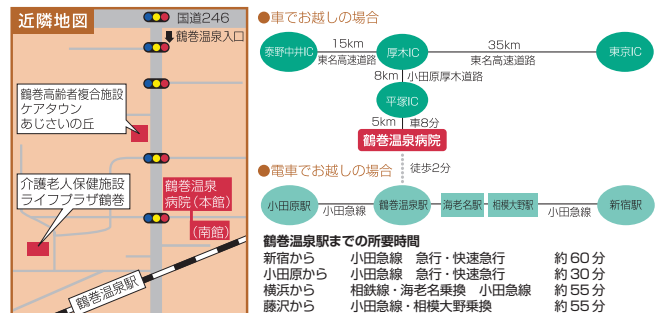 近隣地図
国道246
鶴巻温泉入口
鶴巻高齢者複合施設
ケアタウン
あじさいの丘
介護老人保健施設
ライフプラザ鶴巻
鶴巻温泉
病院(本館)
(南館)
鶴巻温泉駅
●車でお越しの場合
秦野中井IC
15km
東名高速道路
厚木IC
35km
東名高速道路
東京IC
8km
小田原厚木道路
平塚IC
5km
車8分
鶴巻温泉病院
徒歩2分
●電車でお越しの場合
小田原駅
小田急線
鶴巻温泉駅
海老名駅
相模大野駅
小田急線
新宿駅
鶴巻温泉駅までの所要時間
新宿から 小田急線 急行・快速急行 約60分
小田原から 小田急線 急行・快速急行 約30分
横浜から 相鉄線・海老名乗換 小田急線 約55分
藤沢から 小田急線・相模大野乗換 約55分